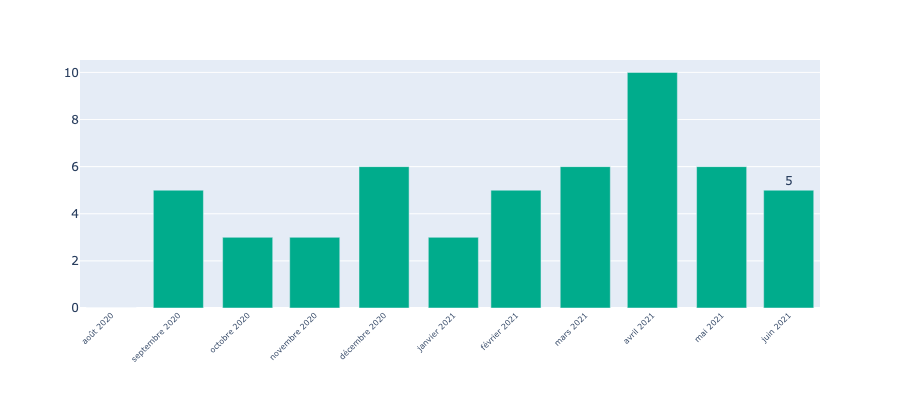 10
8
6
4
2
0
5
août 2020
septembre 2020
octobre 2020
novembre 2020
décembre 2020
janvier 2021
février 2021
mars 2021
avril 2021
mai 2021
juin 2021